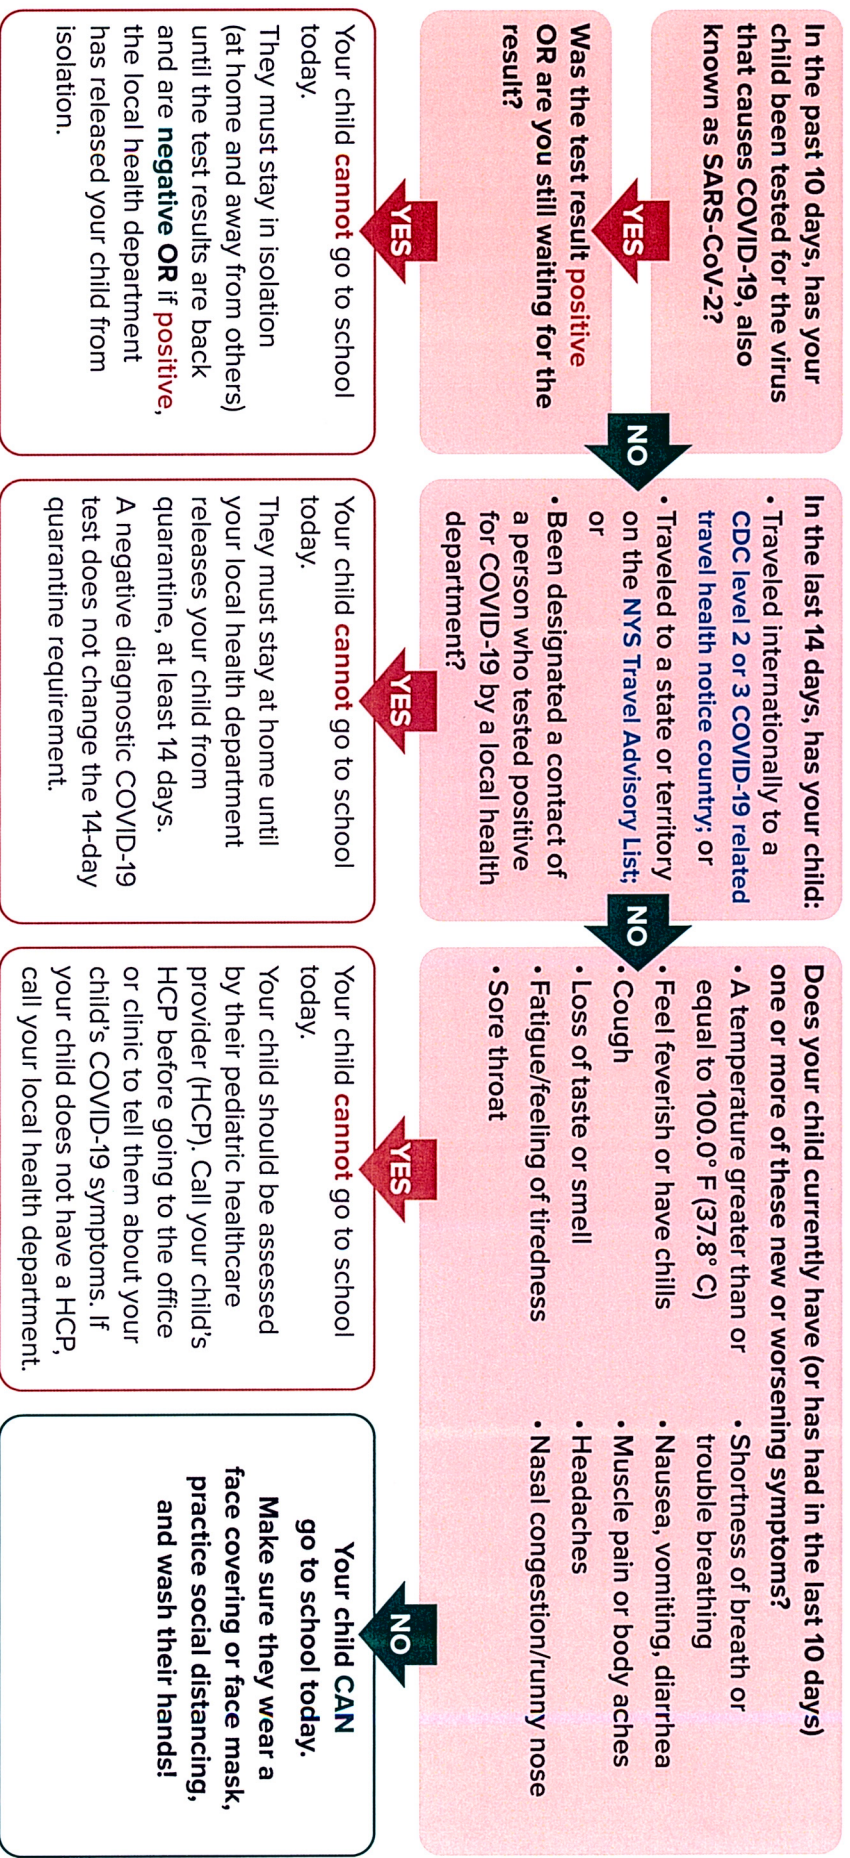 In the past 10 days, has your
child been tested for the virus
that causes COVID-19, also
known as SARS-CoV-2?
YES
Was the test result positive
OR are you still waiting for the
result?
YES
Your child cannot go to school
today.
They must stay in isolation
(at home and away from others)
until the test results are back
and are negative OR if positive,
the local health department
has released your child from
isolation.
NO
In the last 14 days, has your child:
• Traveled internationally to a
CDC level 2 or 3 COVID-19 related
travel health notice country; or
• Traveled to a state or territory
on the NYS Travel Advisory List;
or
• Been designated a contact of
a person who tested positive
for COVID-19 by a local health
department?
YES
Your child cannot go to school
today.
They must stay at home until
your local health department
releases your child from
quarantine, at least 14 days.
A negative diagnostic COVID-19
test does not change the 14-day
quarantine requirement.
NO
Does your child currently have (or has had in the last 10 days)
one or more of these new or worsening symptoms?
• A temperature greater than or
equal to 100.0° F (37.8° C)
• Feel feverish or have chills
• Cough
• Loss of taste or smell
• Fatigue/feeling of tiredness
• Sore throat
• Shortness of breath or
trouble breathing
• Nausea, vomiting, diarrhea
• Muscle pain or body aches
• Headaches
• Nasal congestion/runny nose
YES
Your child cannot go to school
today.
Your child should be assessed
by their pediatric healthcare
provider (HCP). Call your child's
HCP before going to the office
or clinic to tell them about your
child's COVID-19 symptoms. If
your child does not have a HCP,
call your local health department.
NO
Your child CAN
go to school today.
Make sure they wear a
face covering or face mask,
practice social distancing,
and wash their hands!